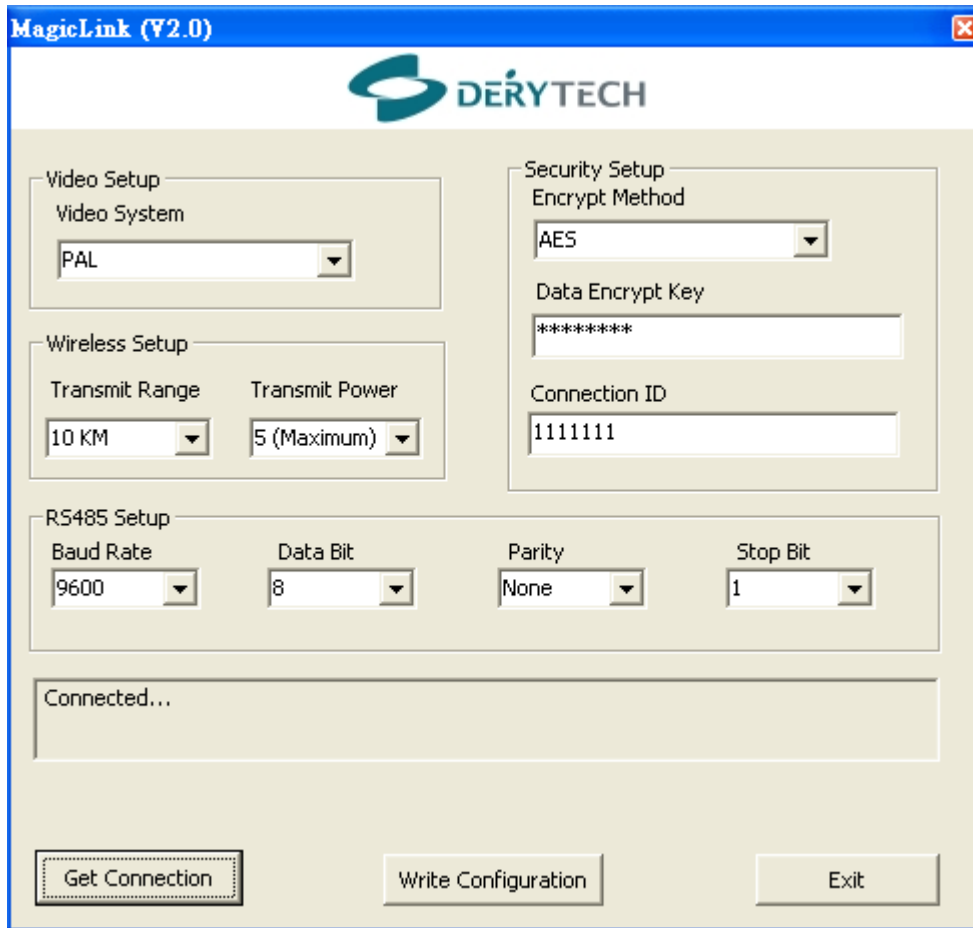 MagicLink (V2.0)
DERYTECH
Video Setup
Video System
PAL
Wireless Setup
Transmit Range Transmit Power
10 KM 5 (Maximum)
Security Setup
Encrypt Method
AES
Data Encrypt Key
********
Connection ID
1111111
RS485 Setup
Baud Rate Data Bit Parity Stop Bit
9600 8 None 1
Connected...
Get Connection Write Configuration Exit